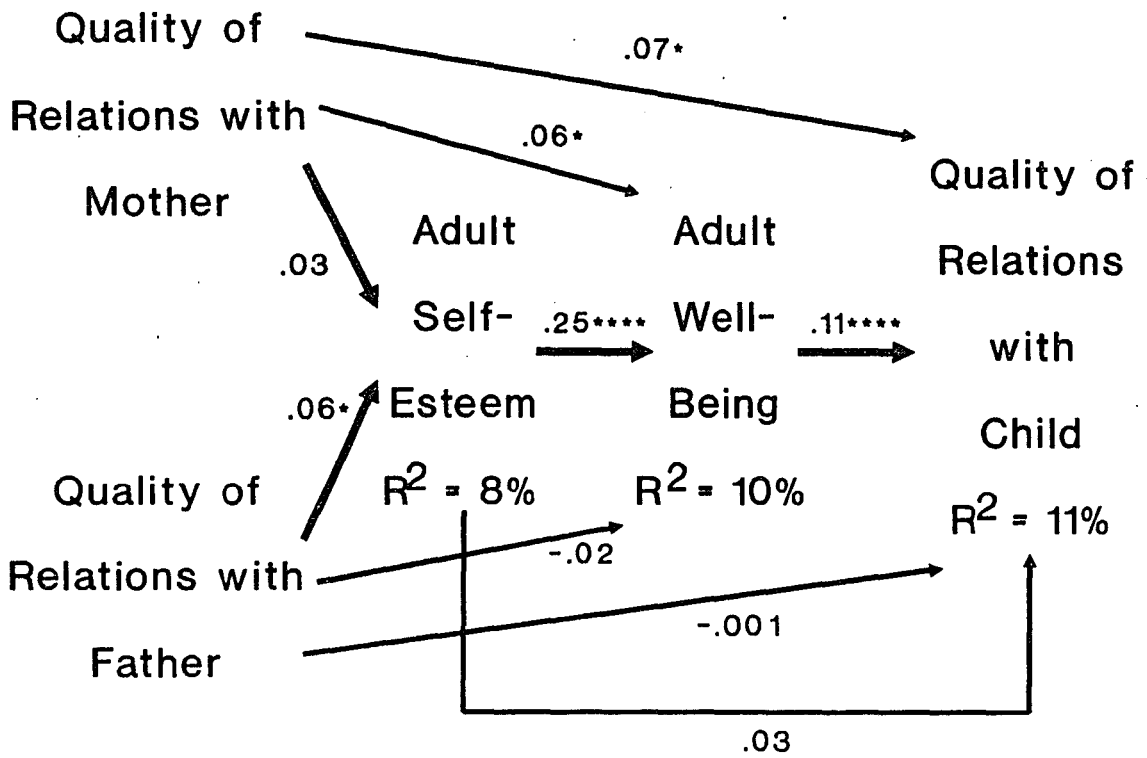 Quality of
Relations with
Mother
.07*
.06*
.03
Adult
Self-
Esteem
R² = 8%
.25****
Adult
Well-
Being
R² = 10%
.11****
Quality of
Relations
with
Child
R² = 11%
.06*
Quality of
Relations with
Father
-.02
-.001
.03